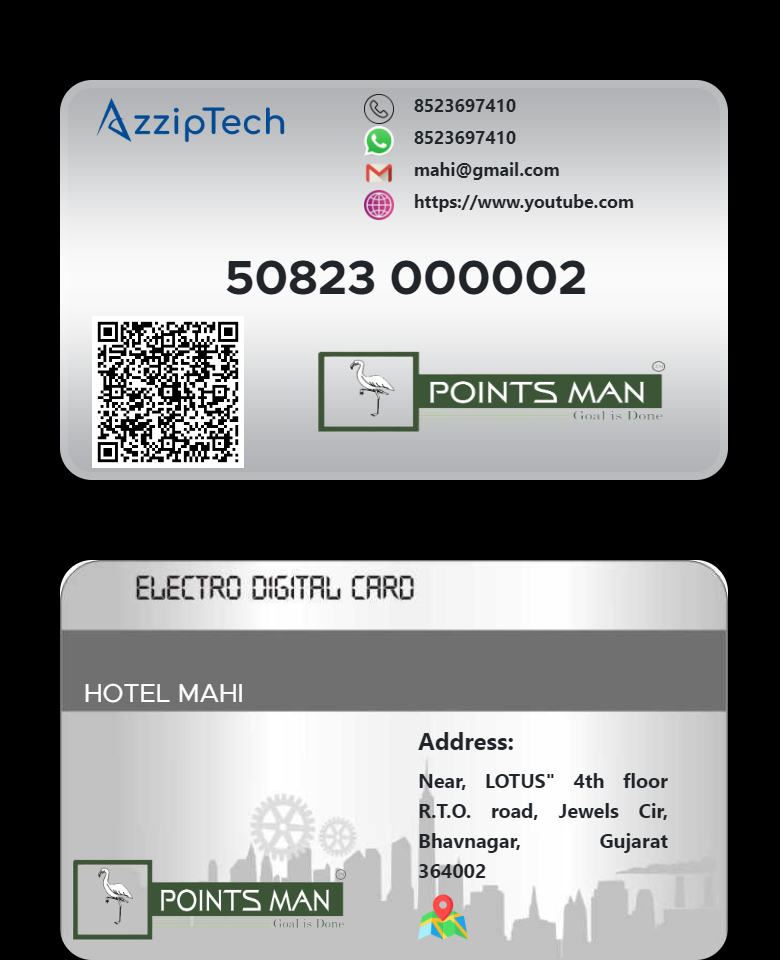 AzzipTech
8523697410
8523697410
mahi@gmail.com
https://www.youtube.com
50823 000002
POINTS MAN
Goal is Done
ELECTRO DIGITAL CARD
HOTEL MAHI
Address:
Near, LOTUS" 4th floor
R.T.O. road, Jewels Cir,
Bhavnagar, Gujarat
364002
POINTS MAN
Goal is Done